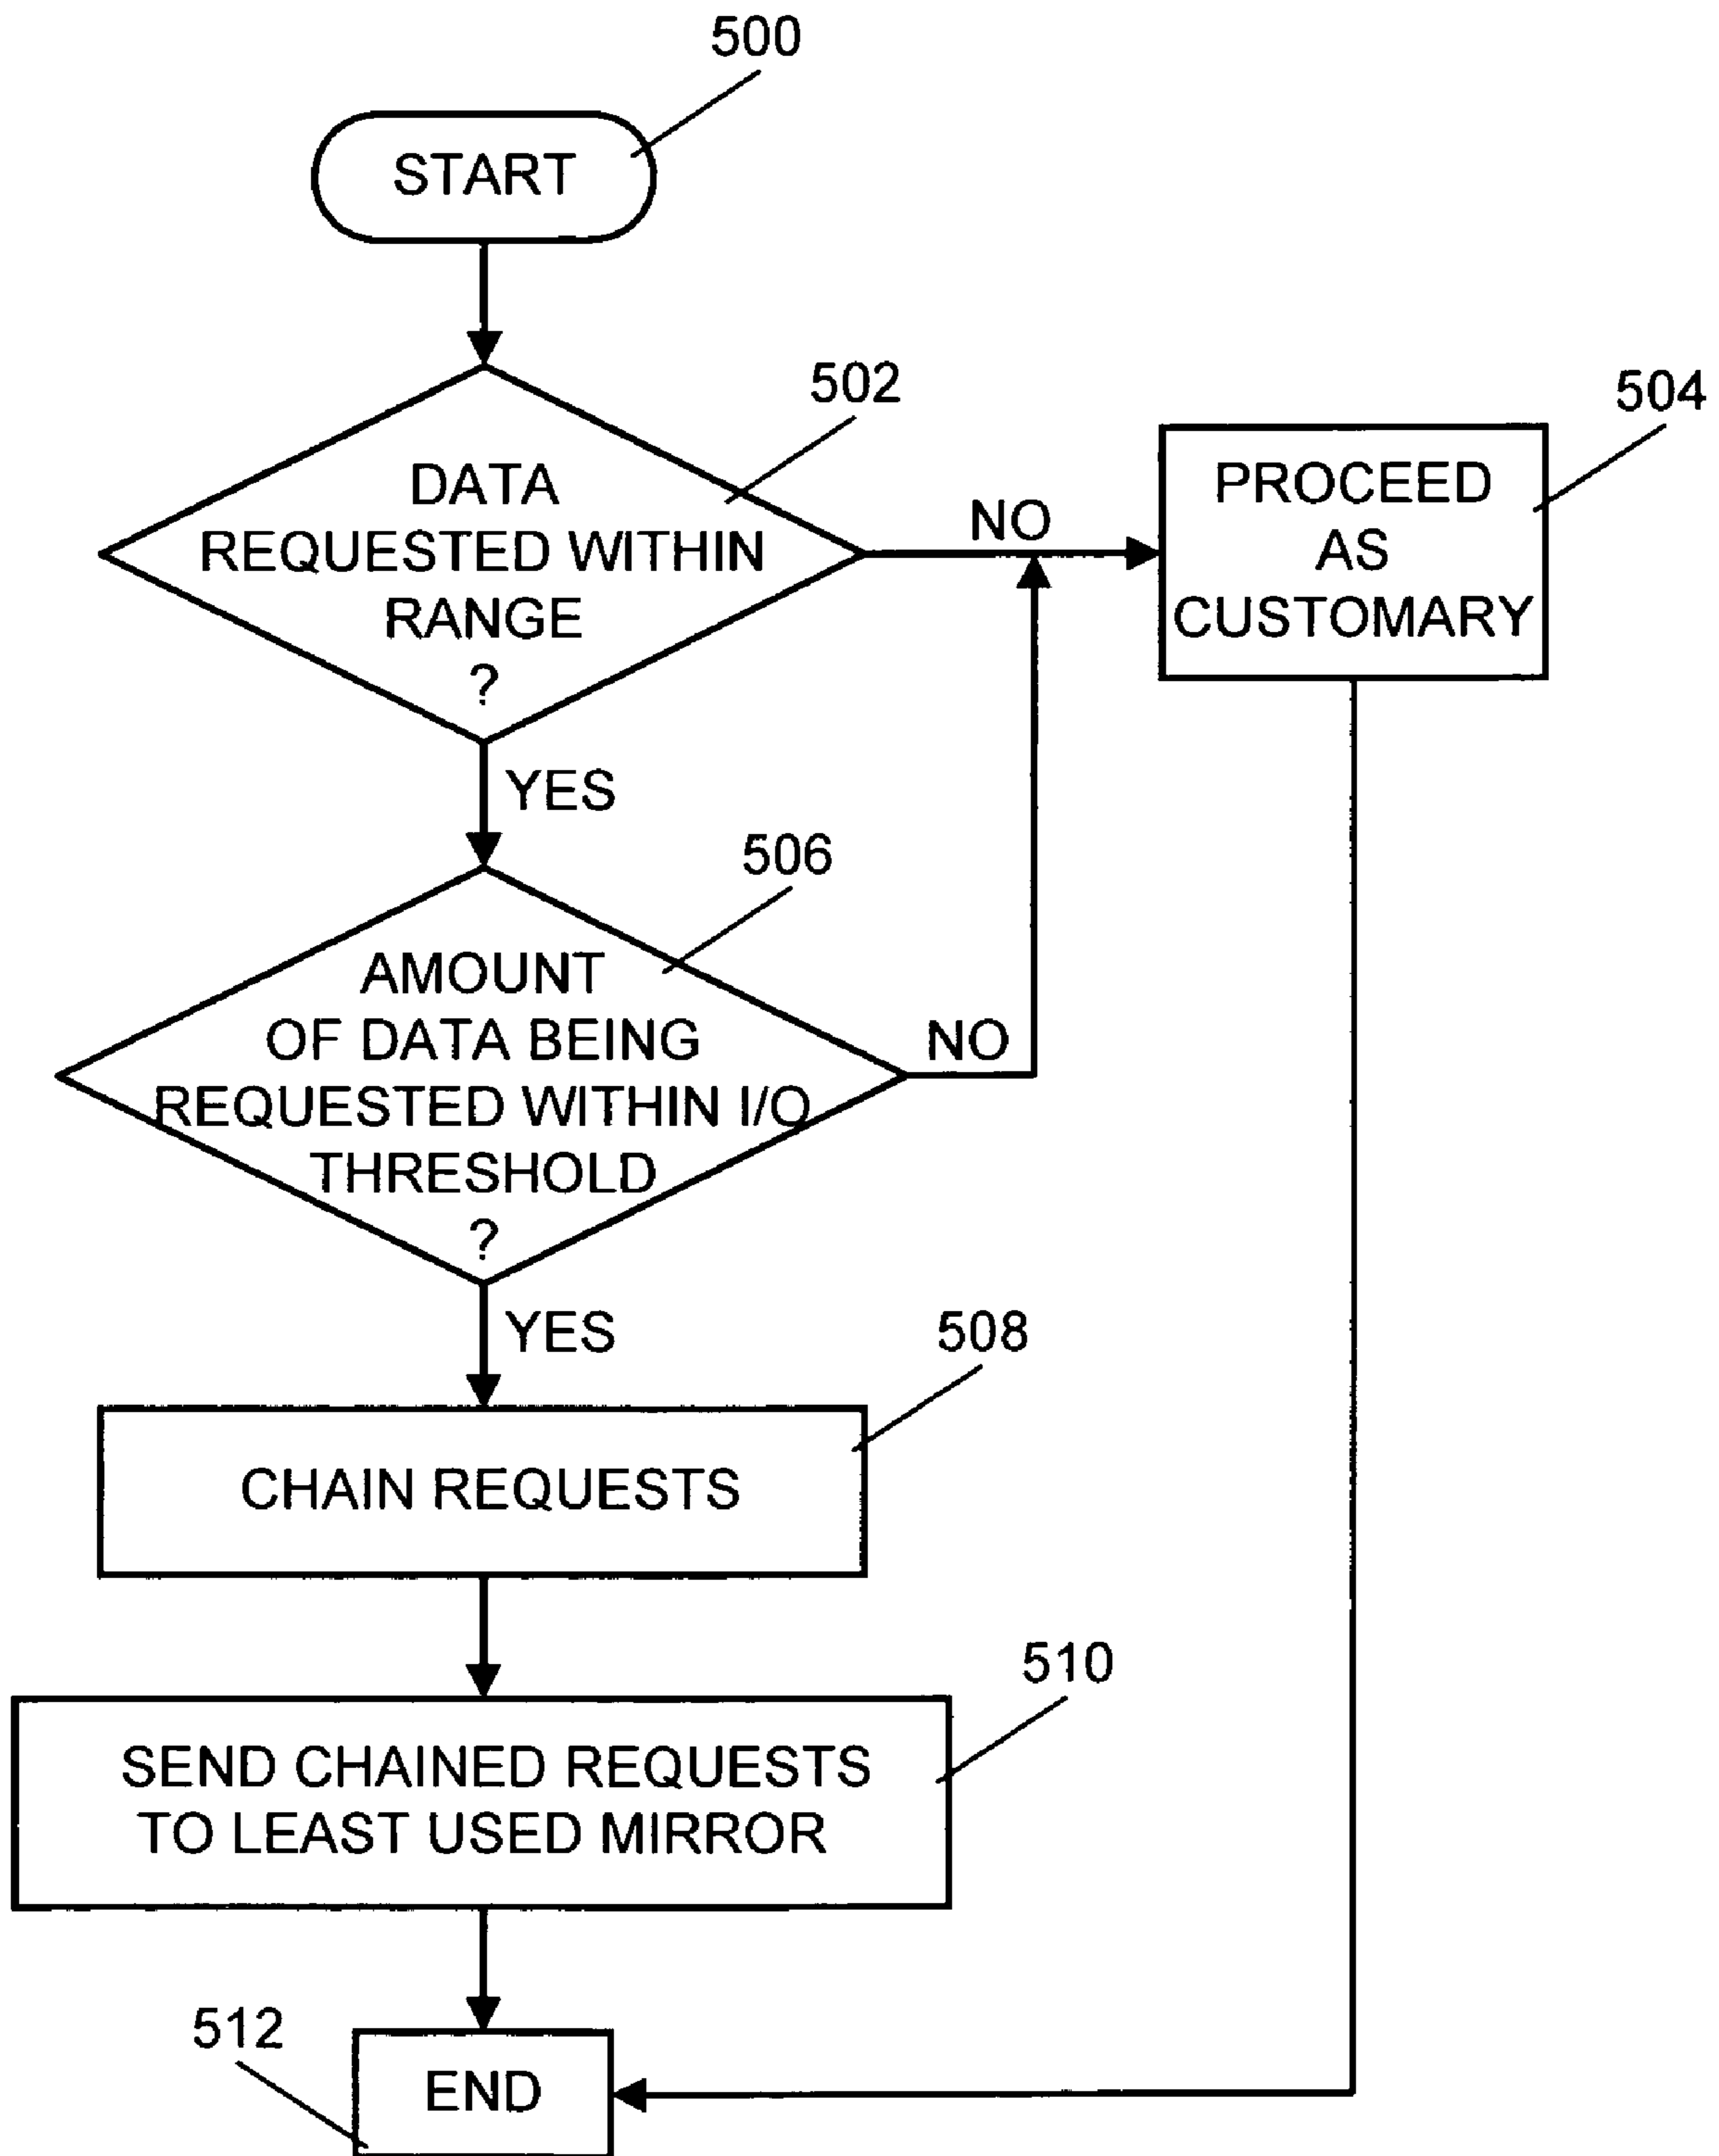 500
START
502
504
DATA
REQUESTED WITHIN
RANGE
?
NO
PROCEED
AS
CUSTOMARY
YES
506
AMOUNT
OF DATA BEING
REQUESTED WITHIN I/O
THRESHOLD
?
NO
YES
508
CHAIN REQUESTS
510
SEND CHAINED REQUESTS
TO LEAST USED MIRROR
512
END